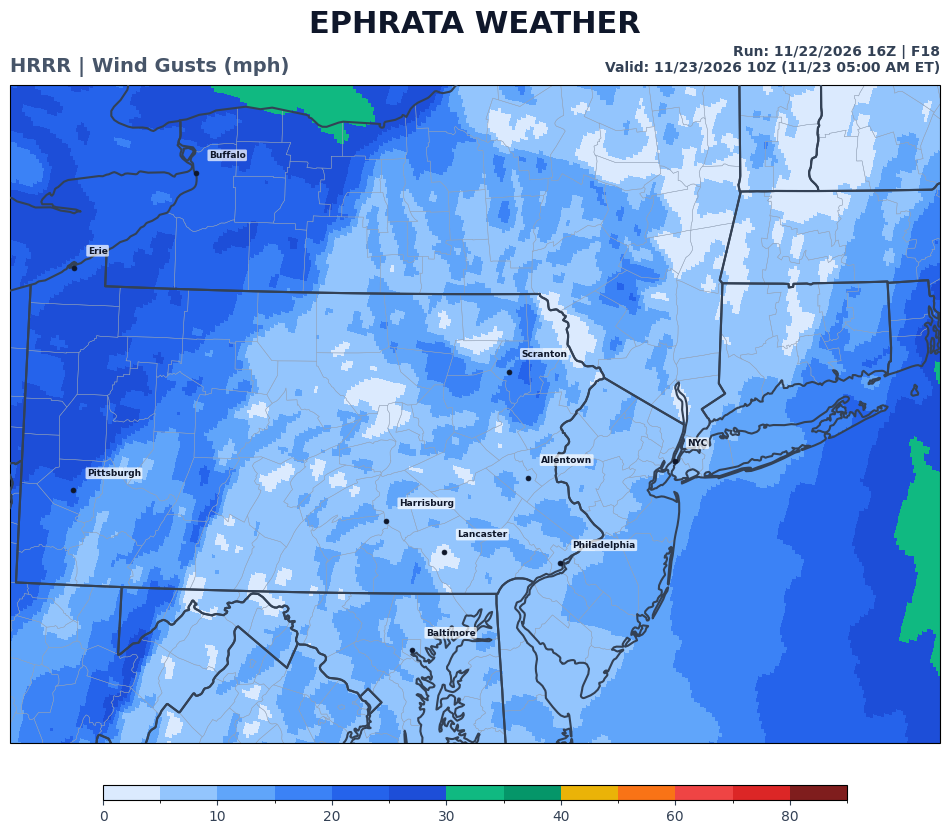 EPHRATA WEATHER
HRRR | Wind Gusts (mph)
Run: 11/22/2026 16Z | F18
Valid: 11/23/2026 10Z (11/23 05:00 AM ET)
Buffalo
Erie
Scranton
NYC
Allentown
Pittsburgh
Harrisburg
Lancaster
Philadelphia
Baltimore
0 10 20 30 40 60 80